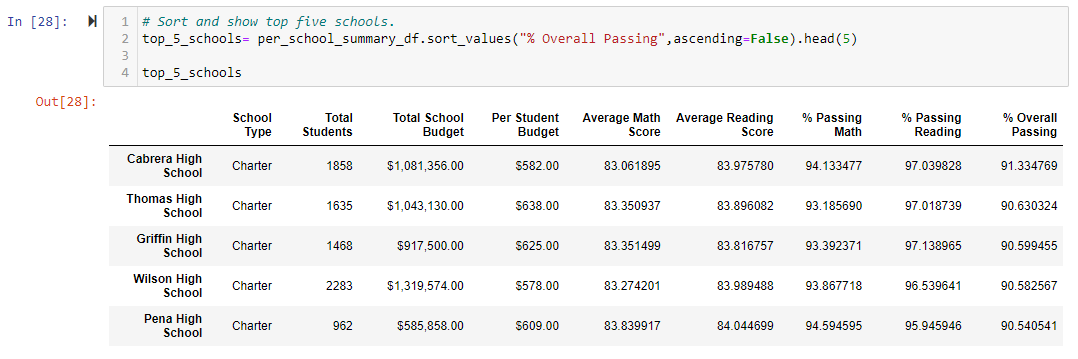 In [28]:
1 # Sort and show top five schools.
2 top_5_schools= per_school_summary_df.sort_values("% Overall Passing",ascending=False).head(5)
3
4 top_5_schools
Out[28]:
School Total Total School Per Student Average Math Average Reading % Passing % Passing % Overall
Type Students Budget Budget Score Score Math Reading Passing
Cabrera High
School Charter 1858 $1,081,356.00 $582.00 83.061895 83.975780 94.133477 97.039828 91.334769
Thomas High
School Charter 1635 $1,043,130.00 $638.00 83.350937 83.896082 93.185690 97.018739 90.630324
Griffin High
School Charter 1468 $917,500.00 $625.00 83.351499 83.816757 93.392371 97.138965 90.599455
Wilson High
School Charter 2283 $1,319,574.00 $578.00 83.274201 83.989488 93.867718 96.539641 90.582567
Pena High
School Charter 962 $585,858.00 $609.00 83.839917 84.044699 94.594595 95.945946 90.540541